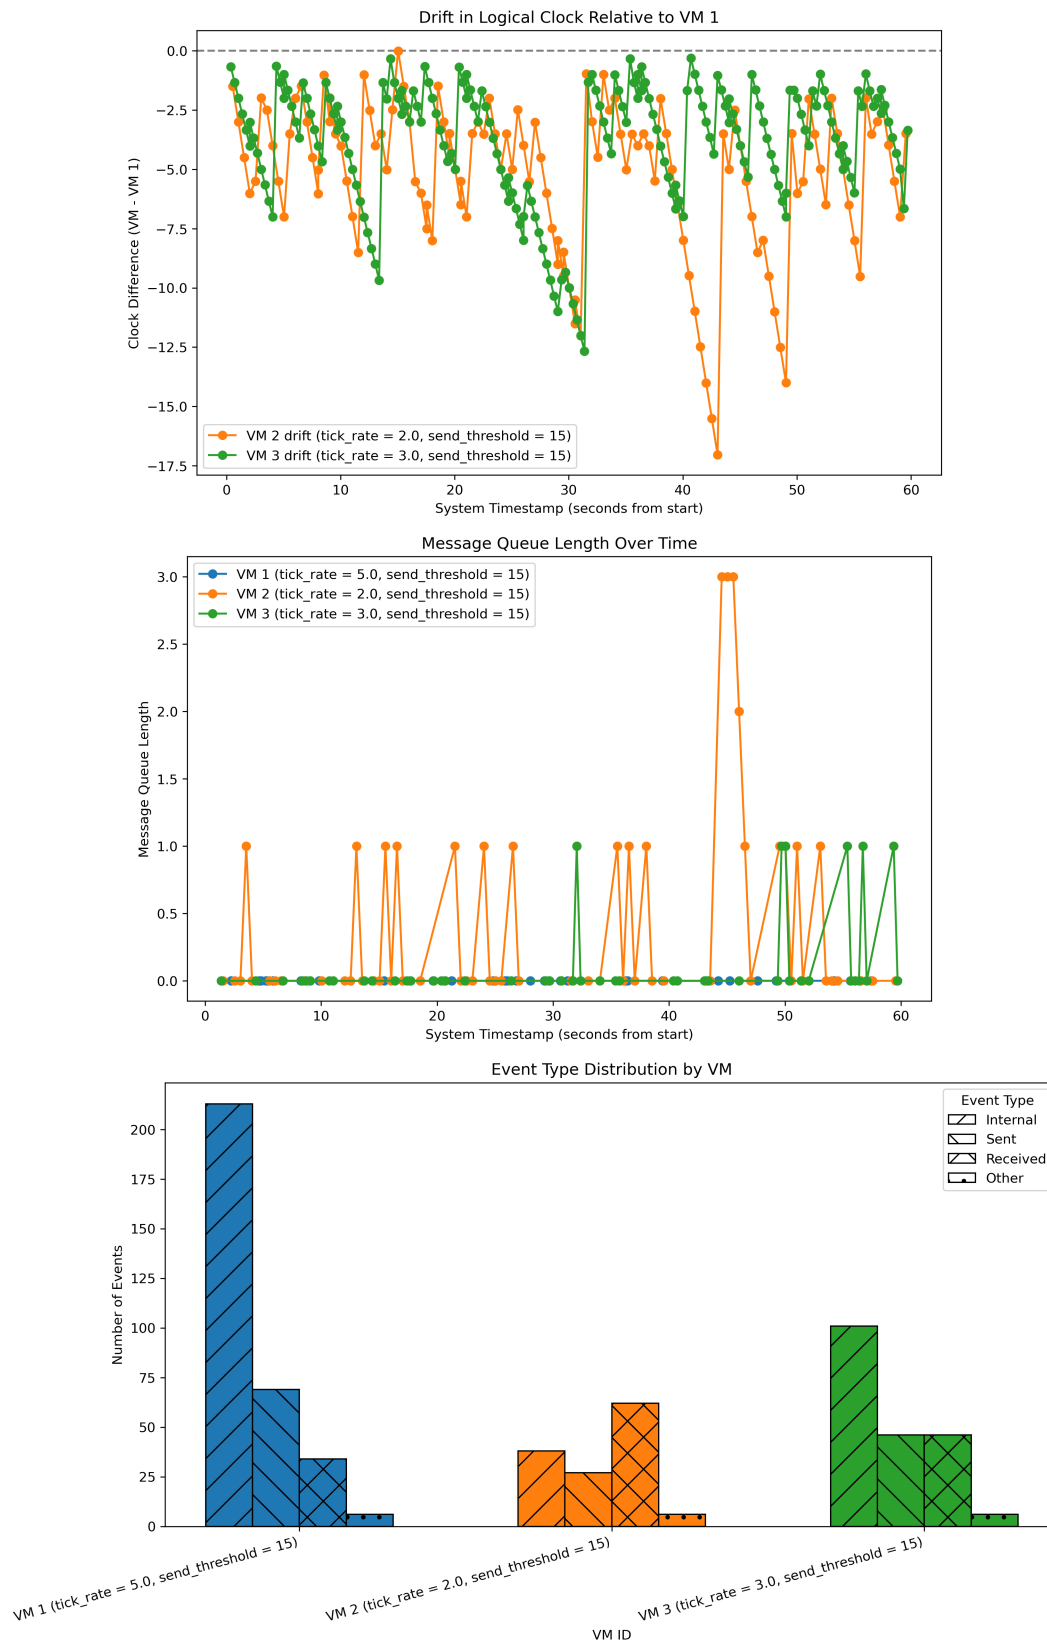 Drift in Logical Clock Relative to VM 1
Clock Difference (VM - VM 1)
0.0
−2.5
−5.0
−7.5
−10.0
−12.5
−15.0
−17.5
VM 2 drift (tick_rate = 2.0, send_threshold = 15)
VM 3 drift (tick_rate = 3.0, send_threshold = 15)
0 10 20 30 40 50 60
System Timestamp (seconds from start)
Message Queue Length Over Time
Message Queue Length
3.0
2.5
2.0
1.5
1.0
0.5
0.0
VM 1 (tick_rate = 5.0, send_threshold = 15)
VM 2 (tick_rate = 2.0, send_threshold = 15)
VM 3 (tick_rate = 3.0, send_threshold = 15)
0 10 20 30 40 50 60
System Timestamp (seconds from start)
Event Type Distribution by VM
Number of Events
200
175
150
125
100
75
50
25
0
Event Type
Internal
Sent
Received
Other
VM 1 (tick_rate = 5.0, send_threshold = 15)
VM 2 (tick_rate = 2.0, send_threshold = 15)
VM 3 (tick_rate = 3.0, send_threshold = 15)
VM ID